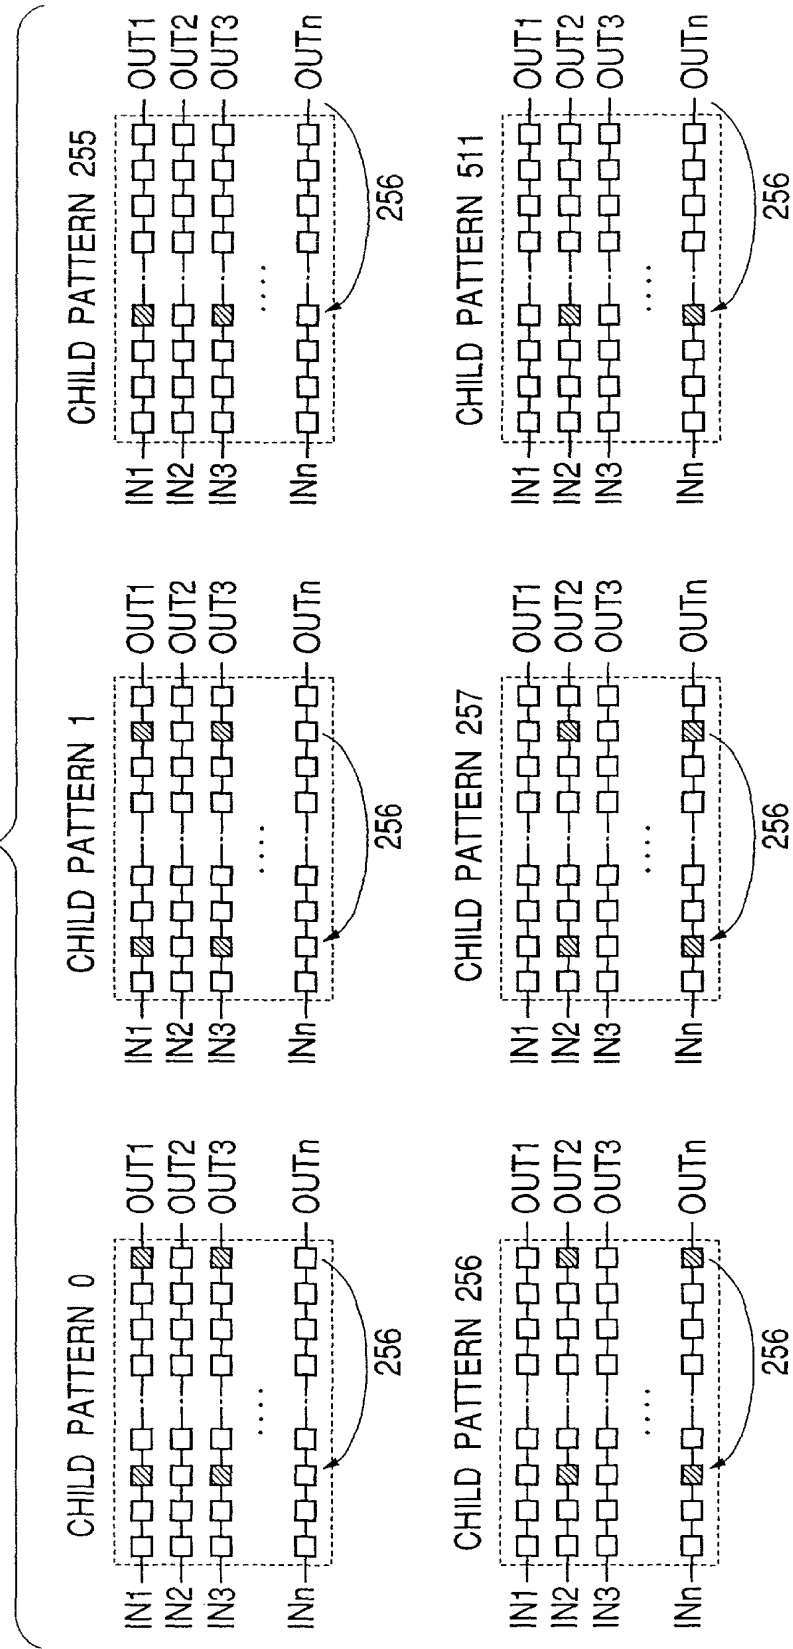 CHILD PATTERN 0
IN1 OUT1
IN2 OUT2
IN3 OUT3
....
INn OUTn
256
CHILD PATTERN 1
IN1 OUT1
IN2 OUT2
IN3 OUT3
....
INn OUTn
256
CHILD PATTERN 255
IN1 OUT1
IN2 OUT2
IN3 OUT3
....
INn OUTn
256
CHILD PATTERN 256
IN1 OUT1
IN2 OUT2
IN3 OUT3
....
INn OUTn
256
CHILD PATTERN 257
IN1 OUT1
IN2 OUT2
IN3 OUT3
....
INn OUTn
256
CHILD PATTERN 511
IN1 OUT1
IN2 OUT2
IN3 OUT3
....
INn OUTn
256